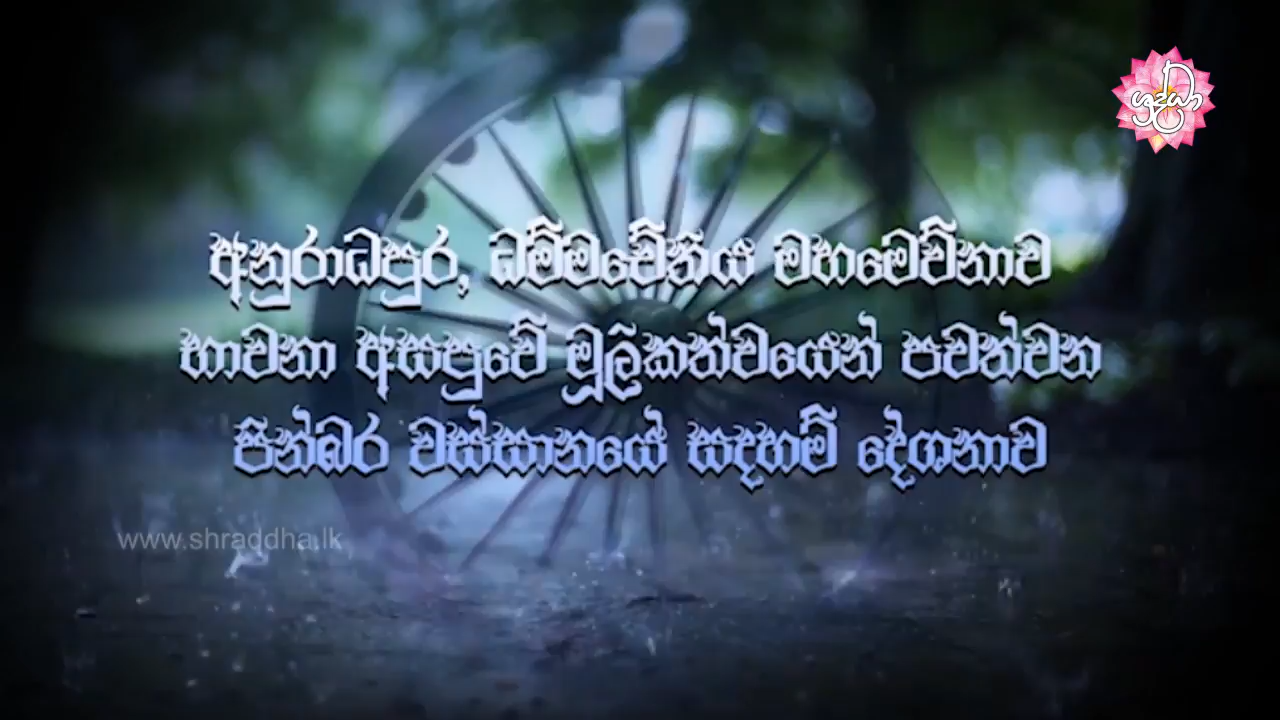 ශ්‍රද්ධා
අනුරාධපුර, ධම්මචේතිය මහමෙව්නාව
භාවනා අසපුවේ මූලිකත්වයෙන් පවත්වන
පින්බර වස්සානයේ සදහම් දේශනාව
www.shraddha.lk